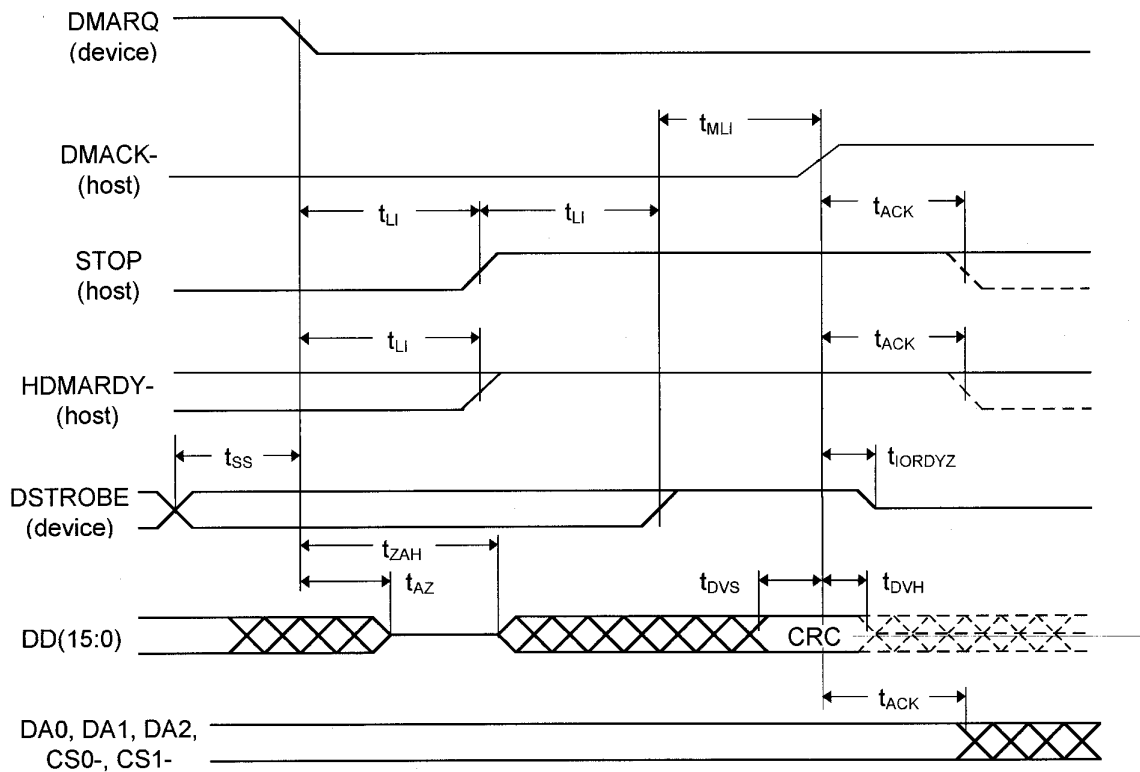 DMARQ
(device)
tMLI
DMACK-
(host)
tLI
tLI
tACK
STOP
(host)
tLI
tACK
HDMARDY-
(host)
tSS
tIORDYZ
DSTROBE
(device)
tZAH
tAZ
tDVS
tDVH
DD(15:0)
CRC
tACK
DA0, DA1, DA2,
CS0-, CS1-